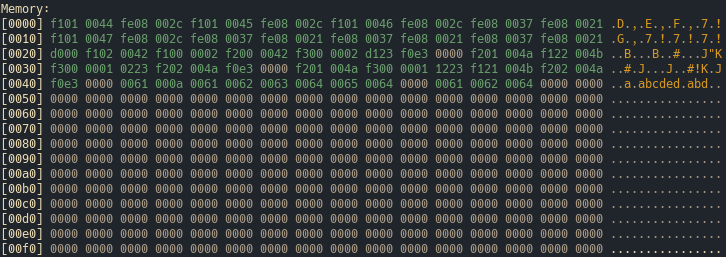 Memory:
[0000] f101 0044 fe08 002c f101 0045 fe08 002c f101 0046 fe08 002c fe08 0037 fe08 0021 .D.,.E.,.F.,.7.!
[0010] f101 0047 fe08 002c fe08 0037 fe08 0021 fe08 0037 fe08 0021 fe08 0037 fe08 0021 .G.,.7.!.7.!.7.!
[0020] d000 f102 0042 f100 0002 f200 0042 f300 0002 d123 f0e3 0000 f201 004a f122 004b ..B...B..#...J"K
[0030] f300 0001 0223 f202 004a f0e3 0000 f201 004a f300 0001 1223 f121 004b f202 004a ..#.J...J..#!K.J
[0040] f0e3 0000 0061 000a 0061 0062 0063 0064 0065 0064 0000 0061 0062 0064 0000 0000 ..a.abcded.abd..
[0050] 0000 0000 0000 0000 0000 0000 0000 0000 0000 0000 0000 0000 0000 0000 0000 0000 ................
[0060] 0000 0000 0000 0000 0000 0000 0000 0000 0000 0000 0000 0000 0000 0000 0000 0000 ................
[0070] 0000 0000 0000 0000 0000 0000 0000 0000 0000 0000 0000 0000 0000 0000 0000 0000 ................
[0080] 0000 0000 0000 0000 0000 0000 0000 0000 0000 0000 0000 0000 0000 0000 0000 0000 ................
[0090] 0000 0000 0000 0000 0000 0000 0000 0000 0000 0000 0000 0000 0000 0000 0000 0000 ................
[00a0] 0000 0000 0000 0000 0000 0000 0000 0000 0000 0000 0000 0000 0000 0000 0000 0000 ................
[00b0] 0000 0000 0000 0000 0000 0000 0000 0000 0000 0000 0000 0000 0000 0000 0000 0000 ................
[00c0] 0000 0000 0000 0000 0000 0000 0000 0000 0000 0000 0000 0000 0000 0000 0000 0000 ................
[00d0] 0000 0000 0000 0000 0000 0000 0000 0000 0000 0000 0000 0000 0000 0000 0000 0000 ................
[00e0] 0000 0000 0000 0000 0000 0000 0000 0000 0000 0000 0000 0000 0000 0000 0000 0000 ................
[00f0] 0000 0000 0000 0000 0000 0000 0000 0000 0000 0000 0000 0000 0000 0000 0000 0000 ................